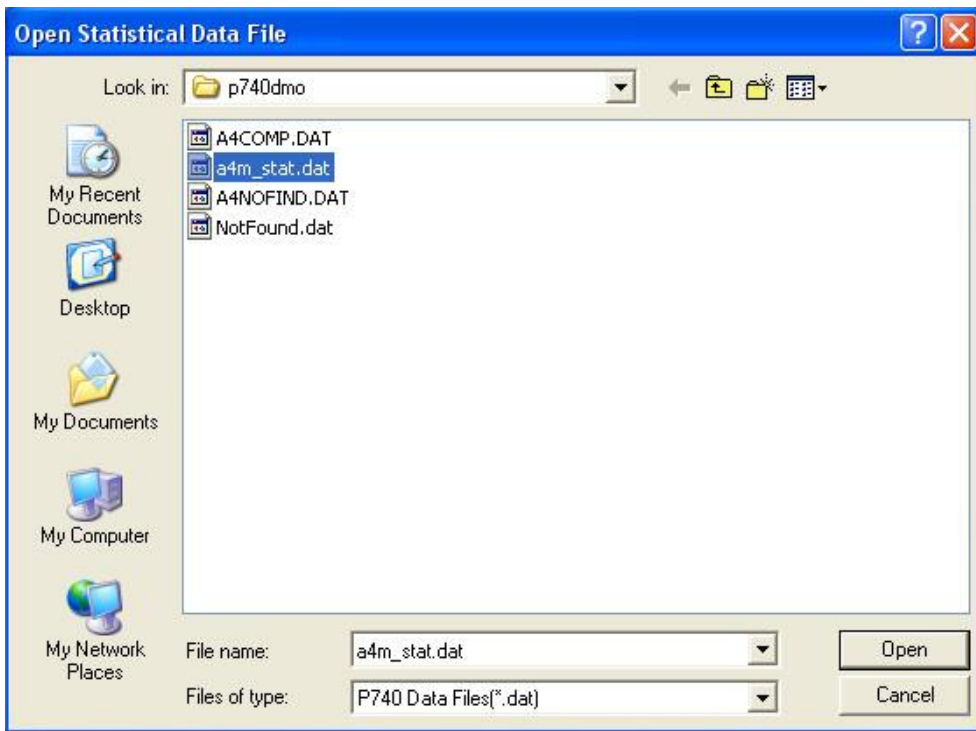 Open Statistical Data File
Look in: p740dmo
A4COMP.DAT
a4m_stat.dat
A4NOFIND.DAT
NotFound.dat
My Recent
Documents
Desktop
My Documents
My Computer
My Network
Places
File name: a4m_stat.dat Open
Files of type: P740 Data Files(*.dat) Cancel